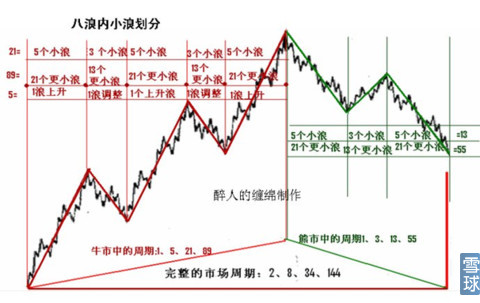 八浪内小浪划分
21= 5个小浪 3个小浪 5个小浪 3个小浪 5个小浪
09= 21个更小浪 13个更小浪 21个更小浪 13个更小浪 21个更小浪
5= 1浪上升 1浪调整 1个上升浪 1浪调整 1浪上升
5个小浪 3个小浪 5个小浪 =13
21个更小浪 13个更小浪 21个更小浪 =55
醉人的缠绵制作
牛市中的周期:1、5、21、09
熊市中的周期:1、3、13、55
完整的市场周期:2、8、34、144
雪球